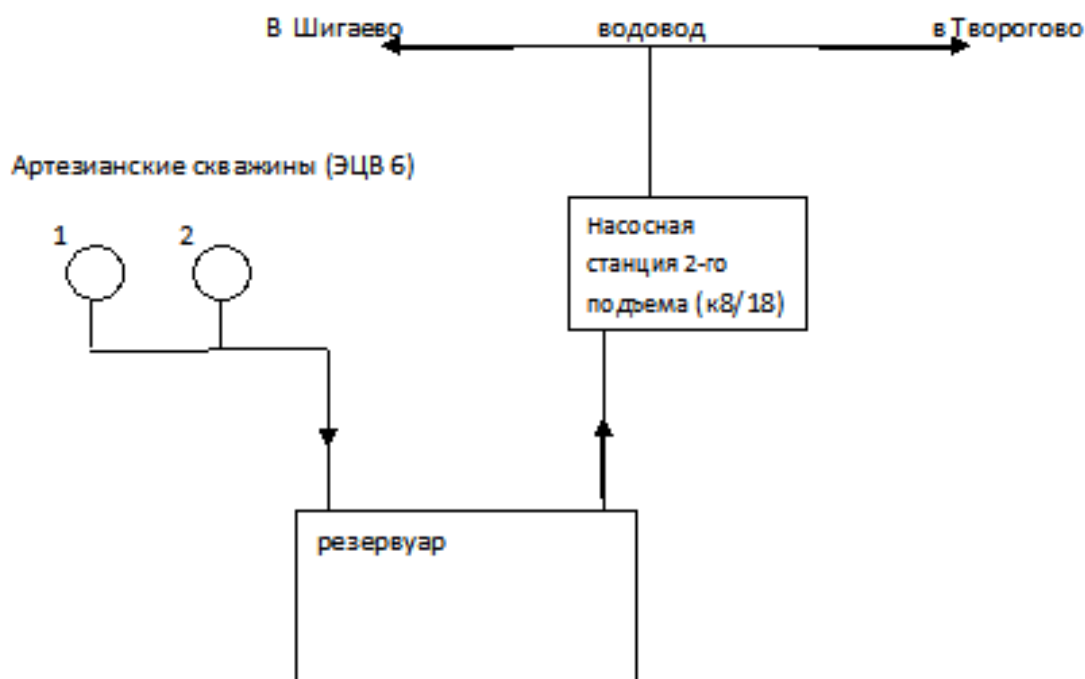 В Шигаево
водовод
в Творогово
Артезианские скважины (ЭЦВ 6)
1
2
Насосная
станция 2-го
подъема (к8/18)
резервуар